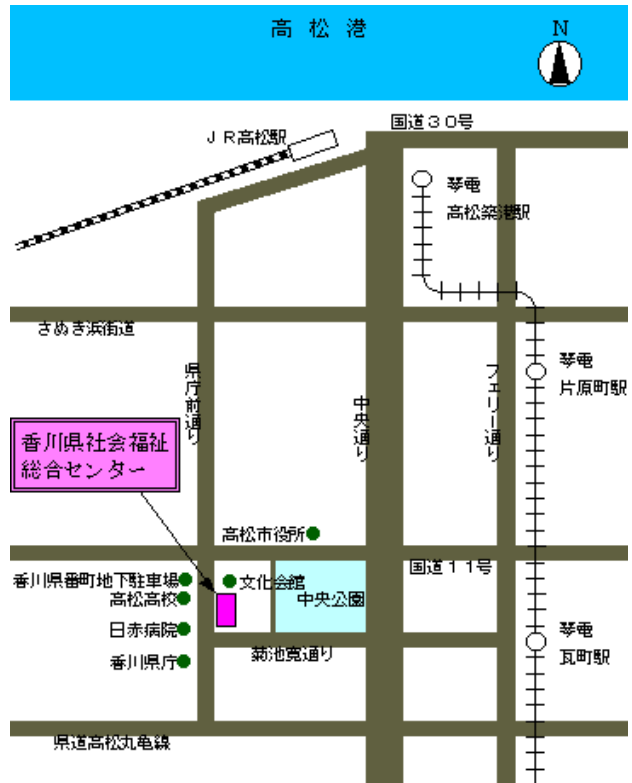 高松港
N
国道３０号
ＪＲ高松駅
琴電
高松築港駅
さぬき浜街道
琴電
片原町駅
県庁前通り
中央通り
フェリー通り
香川県社会福祉
総合センター
高松市役所
国道１１号
香川県番町地下駐車場
文化会館
高松高校
中央公園
日赤病院
琴電
瓦町駅
菊池寛通り
香川県庁
県道高松丸亀線